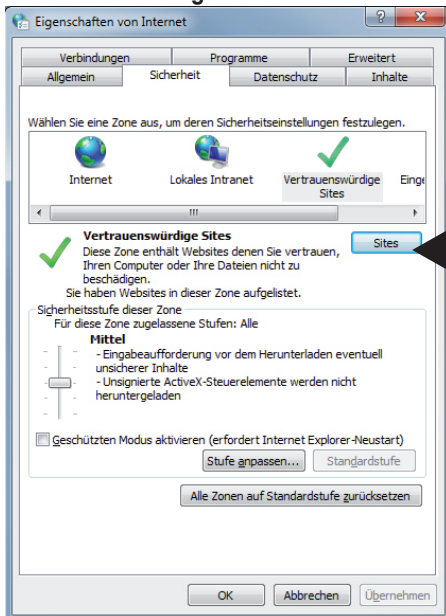 Eigenschaften von Internet
Verbindungen Programme Erweitert
Allgemein Sicherheit Datenschutz Inhalte
Wählen Sie eine Zone aus, um deren Sicherheitseinstellungen festzulegen.
Internet Lokales Intranet Vertrauenswürdige Einge
Sites
Vertrauenswürdige Sites
Sites
Diese Zone enthält Websites denen Sie vertrauen,
Ihren Computer oder Ihre Dateien nicht zu
beschädigen.
Sie haben Websites in dieser Zone aufgelistet.
Sicherheitsstufe dieser Zone
Für diese Zone zugelassene Stufen: Alle
Mittel
- Eingabeaufforderung vor dem Herunterladen eventuell
unsicherer Inhalte
- Unsignierte ActiveX-Steuerelemente werden nicht
heruntergeladen
Geschützten Modus aktivieren (erfordert Internet Explorer-Neustart)
Stufe anpassen... Standardstufe
Alle Zonen auf Standardstufe zurücksetzen
OK Abbrechen Übernehmen